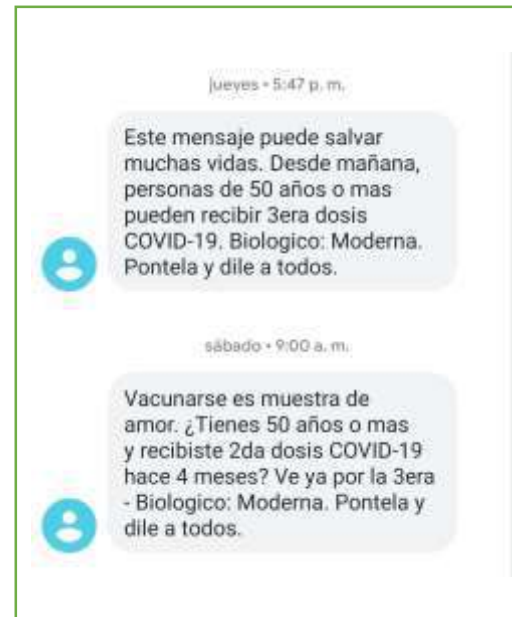 jueves • 5:47 p. m.
Este mensaje puede salvar
muchas vidas. Desde mañana,
personas de 50 años o mas
pueden recibir 3era dosis
COVID-19. Biologico: Moderna.
Pontela y dile a todos.
sábado • 9:00 a. m.
Vacunarse es muestra de
amor. ¿Tienes 50 años o mas
y recibiste 2da dosis COVID-19
hace 4 meses? Ve ya por la 3era
- Biologico: Moderna. Pontela y
dile a todos.